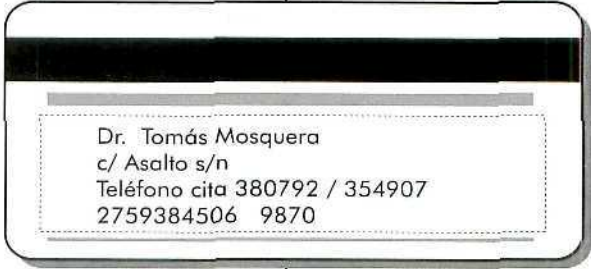 Dr. Tomás Mosquera
c/ Asalto s/n
Teléfono cita 380792 / 354907
2759384506 9870